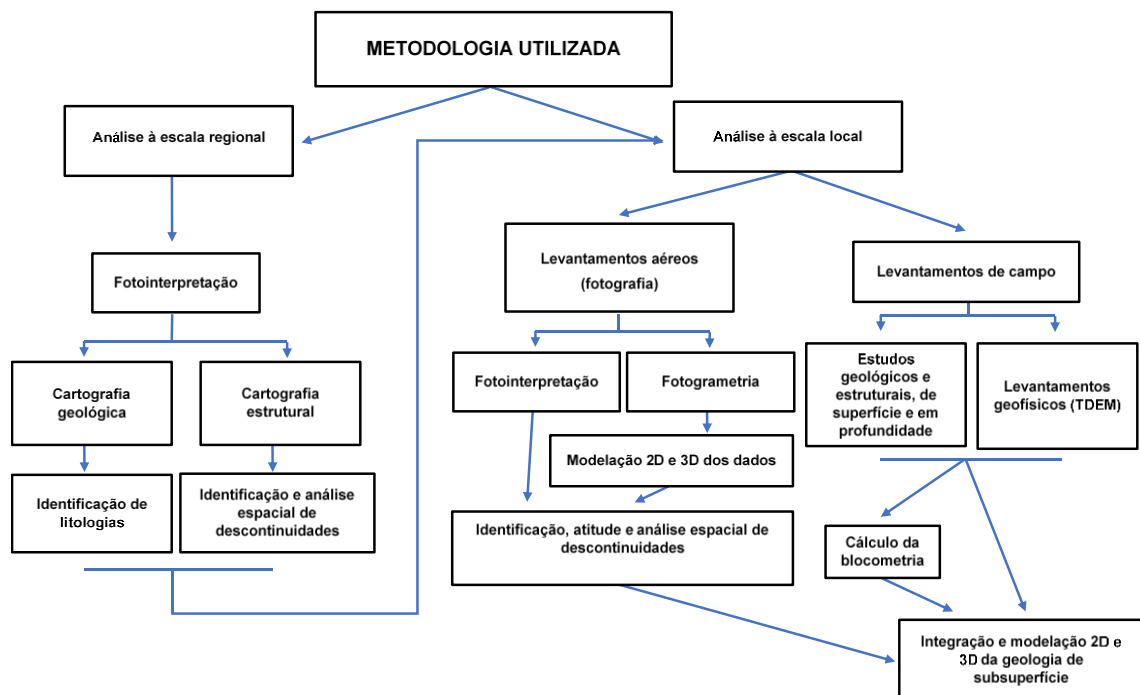 METODOLOGIA UTILIZADA
Análise à escala regional
Análise à escala local
Fotointerpretação
Levantamentos aéreos
(fotografia)
Levantamentos de campo
Cartografia
geológica
Cartografia
estrutural
Fotointerpretação
Fotogrametria
Estudos
geológicos e
estruturais, de
superfície e em
profundidade
Levantamentos
geofísicos (TDEM)
Modelação 2D e 3D dos dados
Identificação de
litologias
Identificação e análise
espacial de
descontinuidades
Identificação, atitude e análise espacial de
descontinuidades
Cálculo da
blocometria
Integração e modelação 2D e
3D da geologia de
subsuperfície